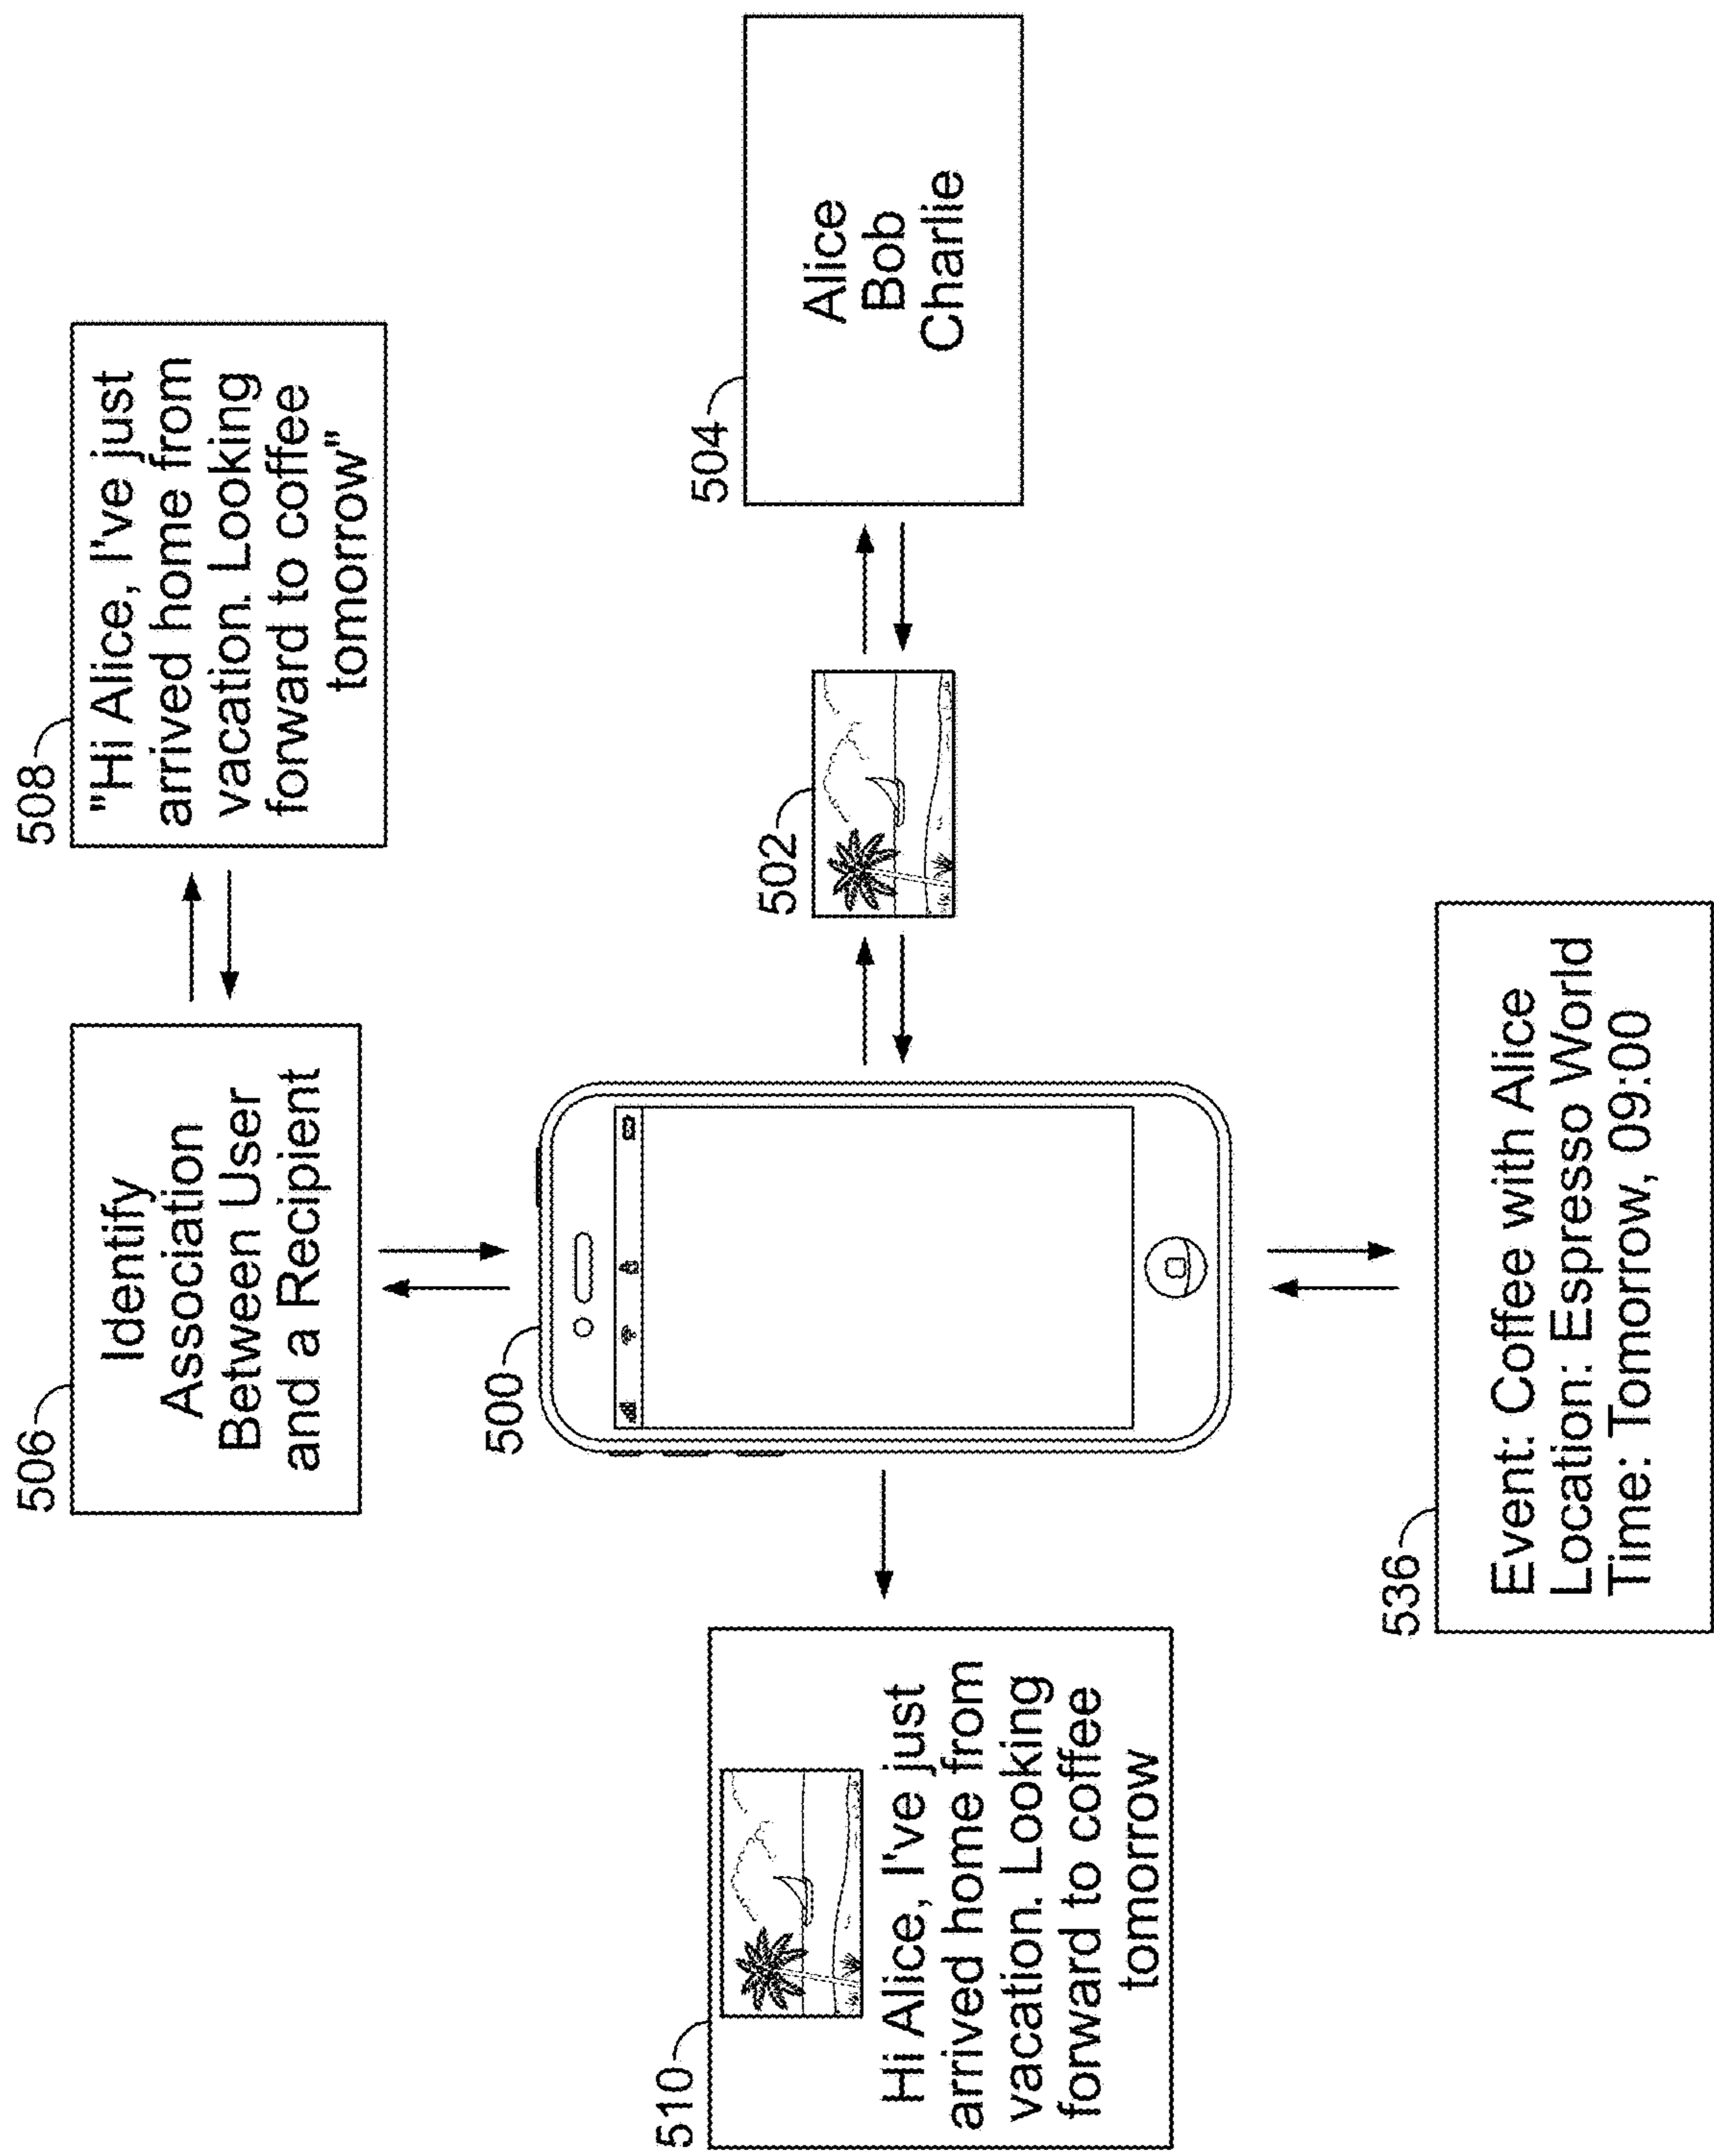 506
Identify
Association
Between User
and a Recipient
508
"Hi Alice, I've just
arrived home from
vacation. Looking
forward to coffee
tomorrow"
500
502
504
Alice
Bob
Charlie
510
Hi Alice, I've just
arrived home from
vacation. Looking
forward to coffee
tomorrow
536
Event: Coffee with Alice
Location: Espresso World
Time: Tomorrow, 09:00